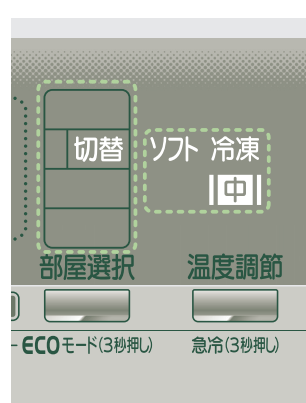 切替
ソフト 冷凍
中
部屋選択
温度調節
ECOモード(3秒押し)
急冷(3秒押し)